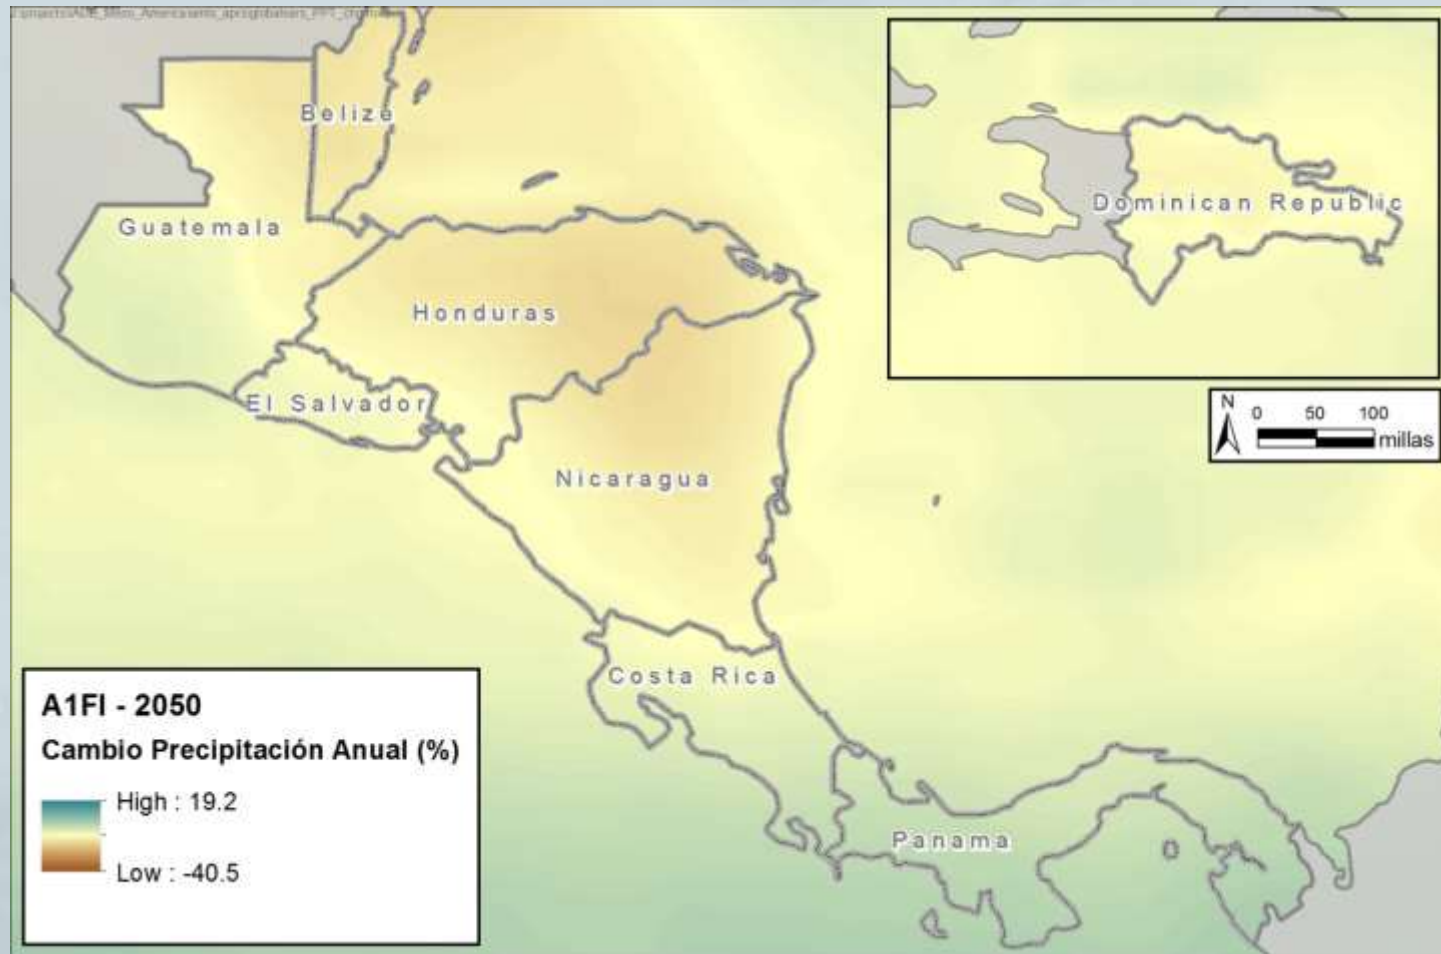 Belize
Guatemala
Dominican Republic
Honduras
El Salvador
N
0 50 100
millas
Nicaragua
Costa Rica
Panama
A1FI - 2050
Cambio Precipitación Anual (%)
High : 19.2
Low : -40.5